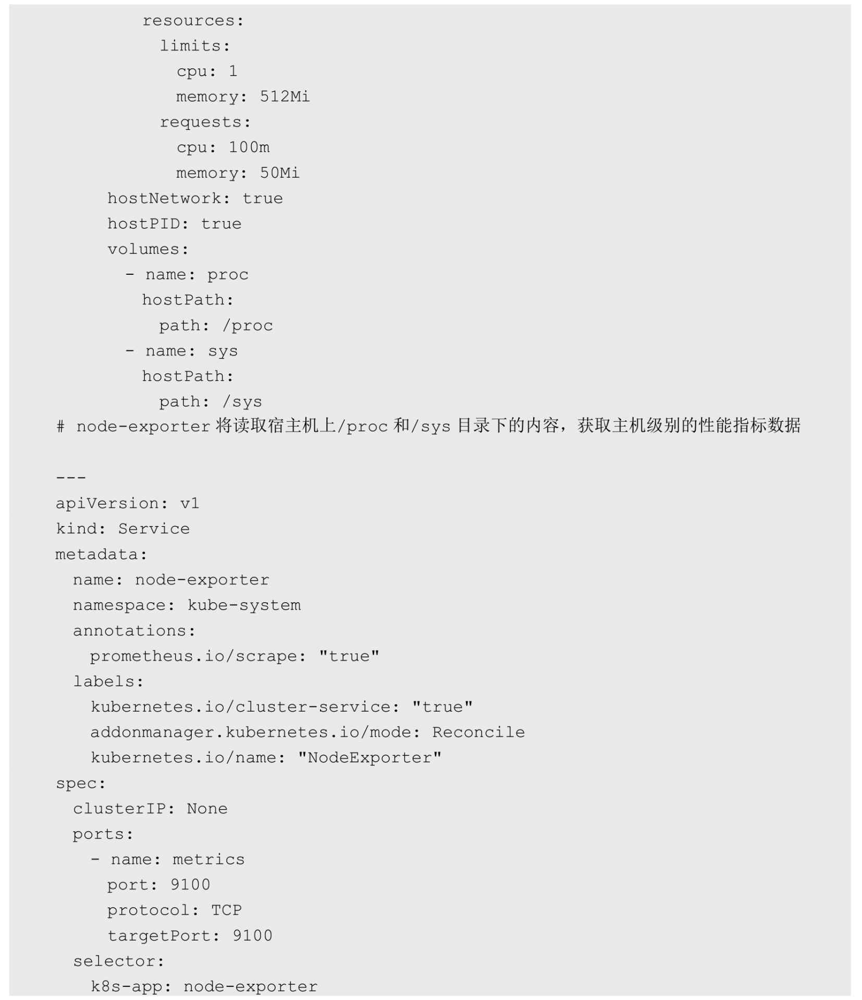 resources:
            limits:
              cpu: 1
              memory: 512Mi
            requests:
              cpu: 100m
              memory: 50Mi
      hostNetwork: true
      hostPID: true
      volumes:
        - name: proc
          hostPath:
            path: /proc
        - name: sys
          hostPath:
            path: /sys
# node-exporter 将读取宿主机上/proc 和/sys 目录下的内容，获取主机级别的性能指标数据

---
apiVersion: v1
kind: Service
metadata:
  name: node-exporter
  namespace: kube-system
  annotations:
    prometheus.io/scrape: "true"
  labels:
    kubernetes.io/cluster-service: "true"
    addonmanager.kubernetes.io/mode: Reconcile
    kubernetes.io/name: "NodeExporter"
spec:
  clusterIP: None
  ports:
    - name: metrics
      port: 9100
      protocol: TCP
      targetPort: 9100
  selector:
    k8s-app: node-exporter